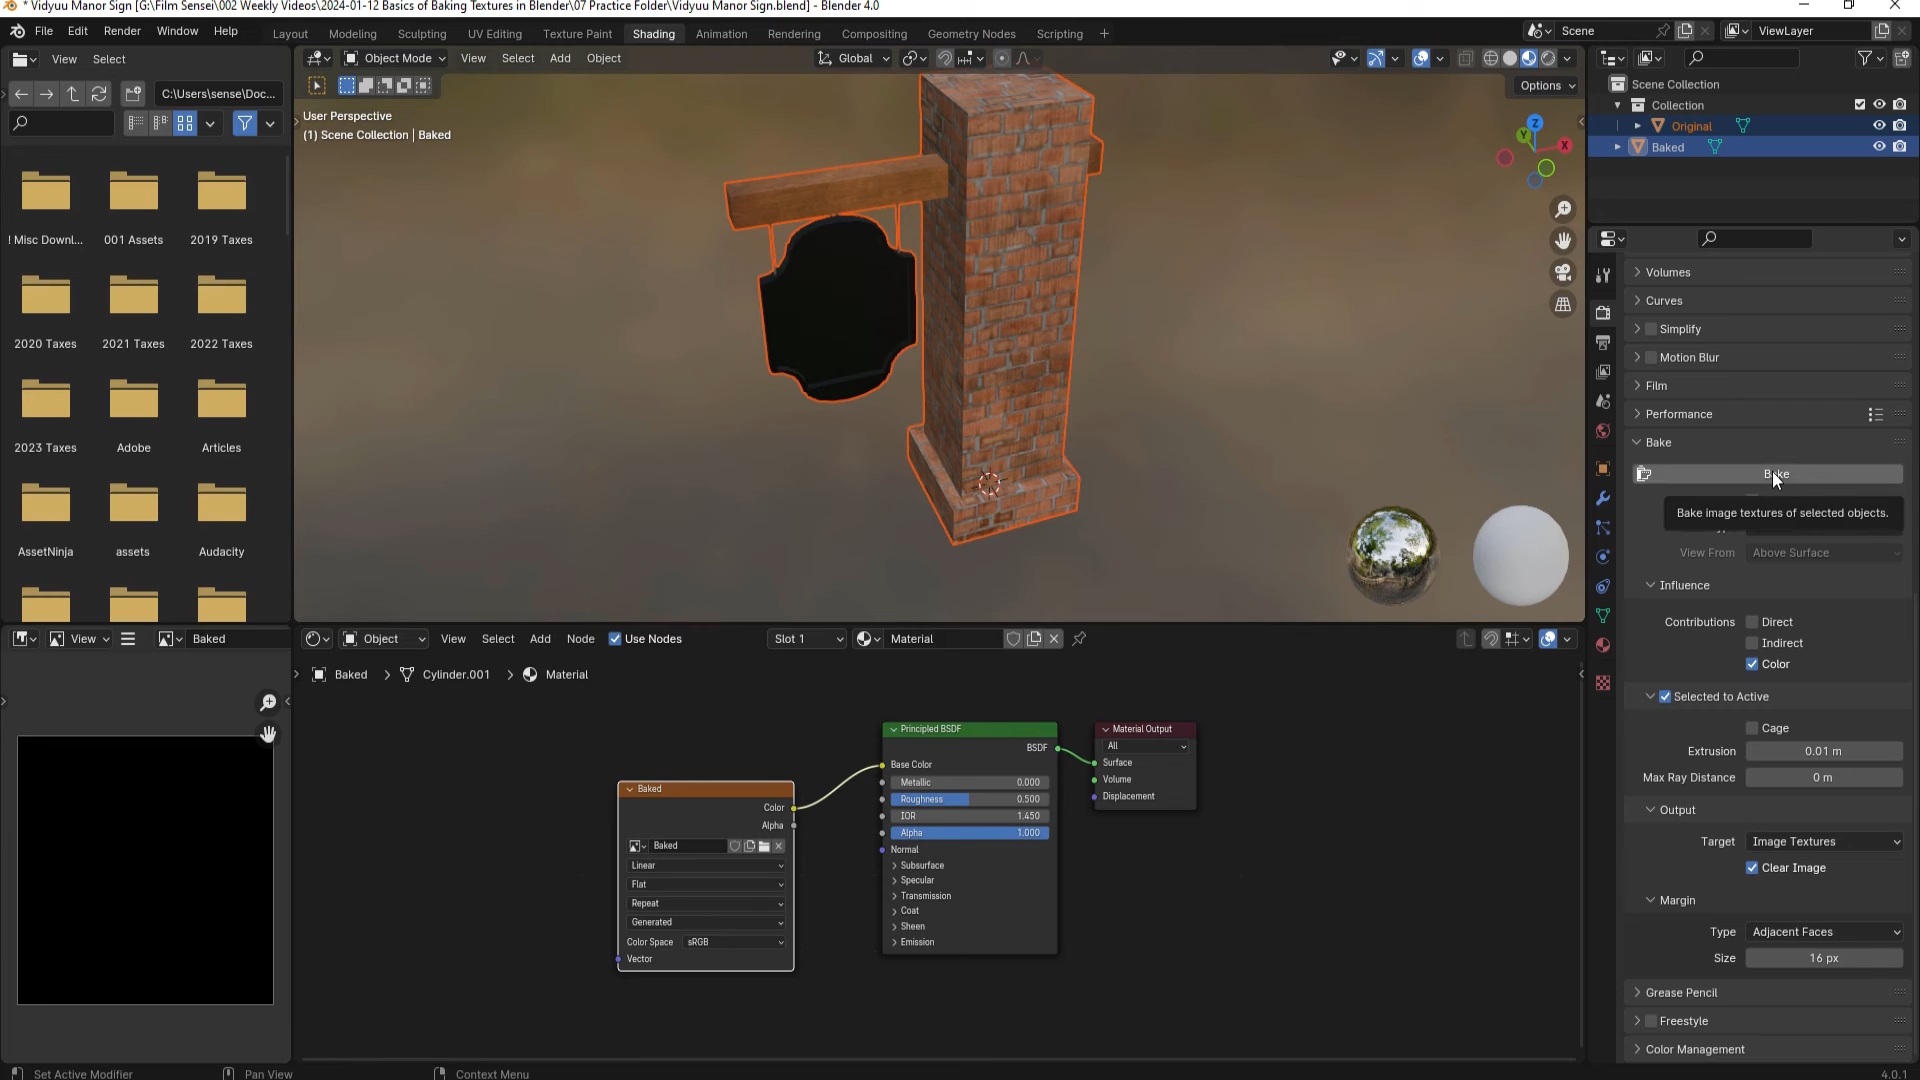 * Vidyuu Manor Sign [G:\Film Sensei\002 Weekly Videos\2024-01-12 Basics of Baking Textures in Blender\07 Practice Folder\Vidyuu Manor Sign.blend] - Blender 4.0
File Edit Render Window Help Layout Modeling Sculpting UV Editing Texture Paint Shading Animation Rendering Compositing Geometry Nodes Scripting + Scene ViewLayer
View Select
Object Mode View Select Add Object Global
C:\Users\sense\Doc...
Options
User Perspective
(1) Scene Collection | Baked
Z
Y
X
! Misc Downl... 001 Assets 2019 Taxes
2020 Taxes 2021 Taxes 2022 Taxes
2023 Taxes Adobe Articles
AssetNinja assets Audacity
Scene Collection
Collection
Original
Baked
Volumes
Curves
Simplify
Motion Blur
Film
Performance
Bake
Bake
Bake image textures of selected objects.
View From Above Surface
Influence
Contributions Direct
Indirect
Color
Selected to Active
Cage
Extrusion 0.01 m
Max Ray Distance 0 m
Output
Target Image Textures
Clear Image
Margin
Type Adjacent Faces
Size 16 px
Grease Pencil
Freestyle
Color Management
View Baked
Object View Select Add Node Use Nodes Slot 1 Material
Baked > Cylinder.001 > Material
Baked
Color
Alpha
Baked
Linear
Flat
Repeat
Generated
Color Space sRGB
Vector
Principled BSDF
BSDF
Base Color
Metallic 0.000
Roughness 0.500
IOR 1.450
Alpha 1.000
Normal
Subsurface
Specular
Transmission
Coat
Sheen
Emission
Material Output
All
Surface
Volume
Displacement
Set Active Modifier Pan View Context Menu 4.0.1